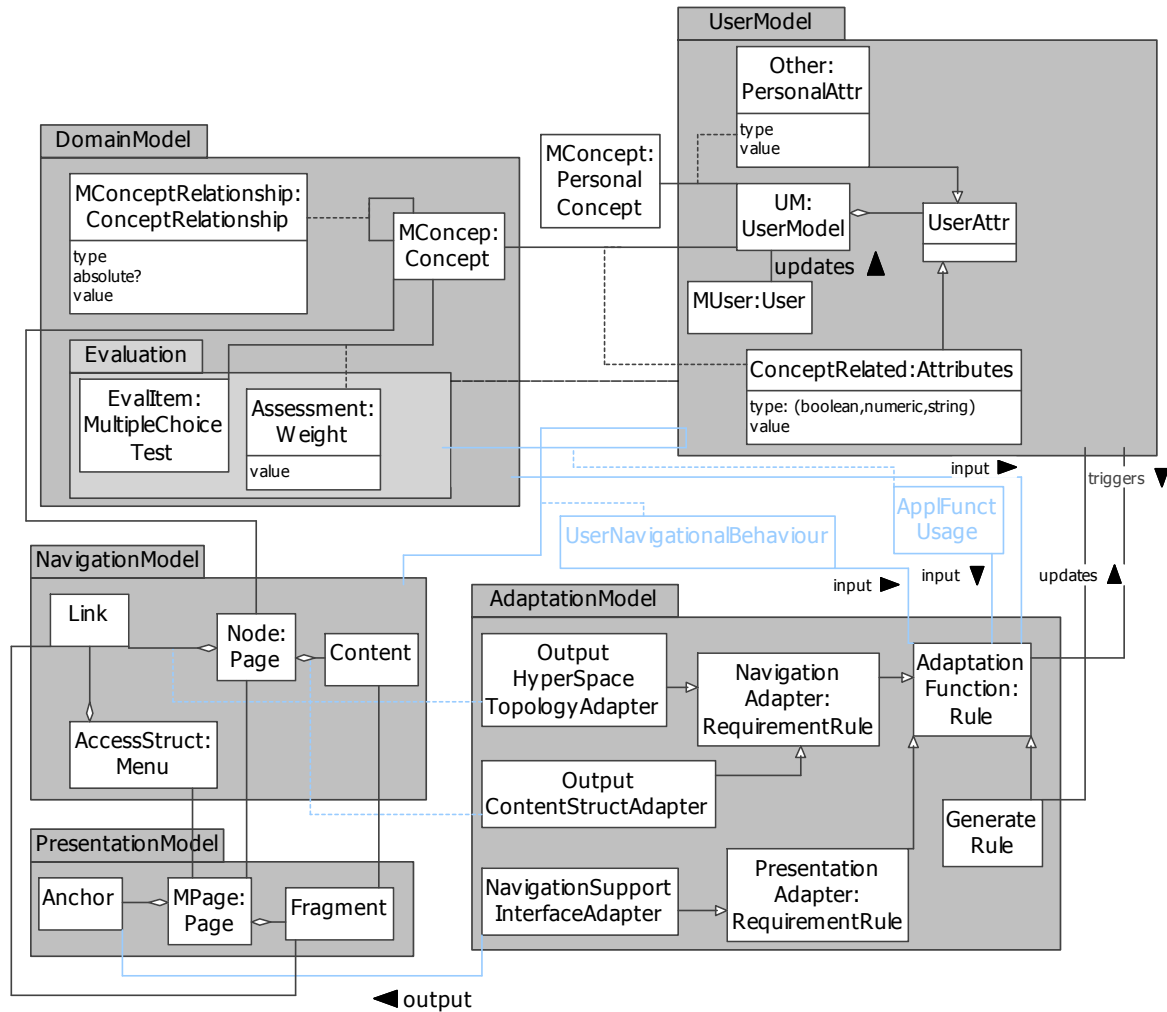 UserModel
Other:
PersonalAttr
type
value
MConcept:
Personal
Concept
UM:
UserModel
UserAttr
updates
MUser:User
ConceptRelated:Attributes
type: (boolean,numeric,string)
value
DomainModel
MConceptRelationship:
ConceptRelationship
type
absolute?
value
MConcep:
Concept
Evaluation
EvalItem:
MultipleChoice
Test
Assessment:
Weight
value
input
triggers
ApplFunct
Usage
UserNavigationalBehaviour
input
input
updates
NavigationModel
Link
Node:
Page
Content
AccessStruct:
Menu
AdaptationModel
Output
HyperSpace
TopologyAdapter
Navigation
Adapter:
RequirementRule
Adaptation
Function:
Rule
Output
ContentStructAdapter
Generate
Rule
NavigationSupport
InterfaceAdapter
Presentation
Adapter:
RequirementRule
PresentationModel
Anchor
MPage:
Page
Fragment
output